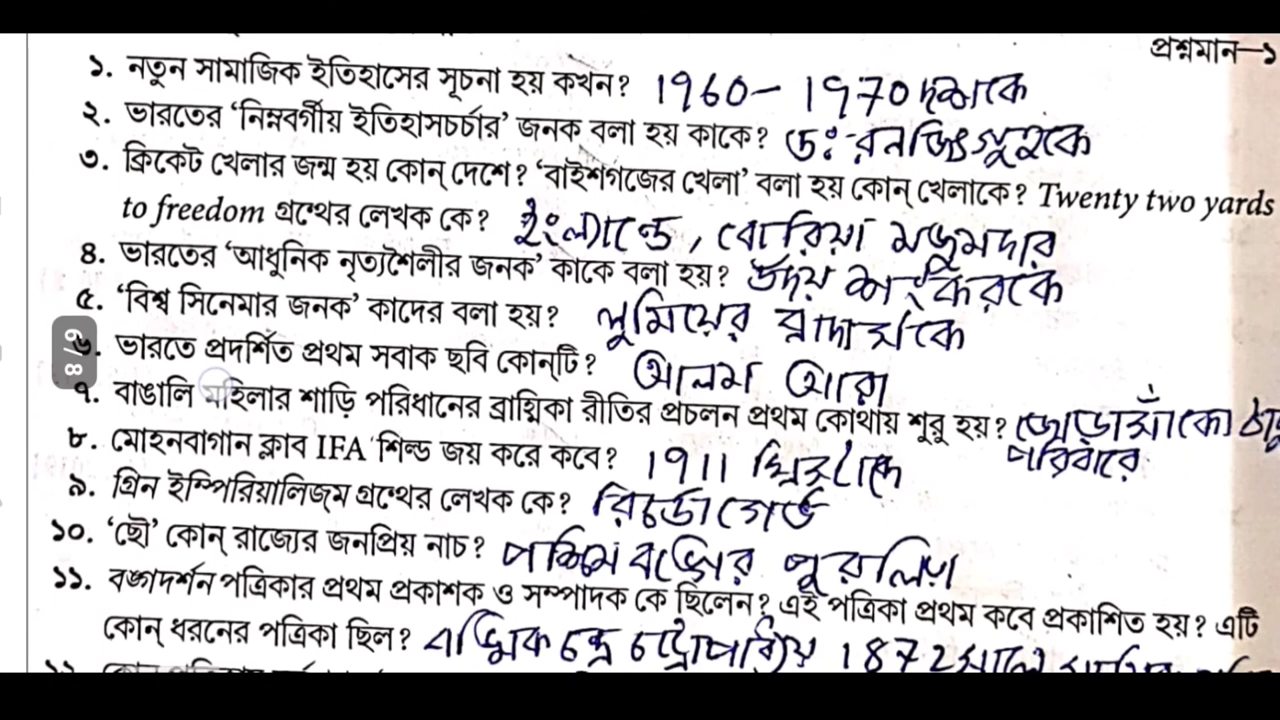 প্রশ্নমান—১
১. নতুন সামাজিক ইতিহাসের সূচনা হয় কখন? 1960 – 1970 দশকে
২. ভারতের ‘নিম্নবর্গীয় ইতিহাসচর্চার’ জনক বলা হয় কাকে? ডঃ রনজিৎ গুহকে
৩. ক্রিকেট খেলার জন্ম হয় কোন্ দেশে? ‘বাইশগজের খেলা’ বলা হয় কোন্ খেলাকে? Twenty two yards
to freedom গ্রন্থের লেখক কে? ইংল্যান্ডে, বোরিয়া মজুমদার
৪. ভারতের ‘আধুনিক নৃত্যশৈলীর জনক’ কাকে বলা হয়? উদয় শংকরকে
৫. ‘বিশ্ব সিনেমার জনক’ কাদের বলা হয়? লুমিয়ের ব্রাদার্সকে
৬. ভারতে প্রদর্শিত প্রথম সবাক ছবি কোন্‌টি? আলম আরা
6/8
৭. বাঙালি মহিলার শাড়ি পরিধানের ব্রাহ্মিকা রীতির প্রচলন প্রথম কোথায় শুরু হয়? জোড়াসাঁকো
পরিবারে
৮. মোহনবাগান ক্লাব IFA শিল্ড জয় করে কবে? 1911 খ্রিস্টাব্দে
৯. গ্রিন ইম্পিরিয়ালিজ্‌ম গ্রন্থের লেখক কে? রিচার্ড গ্রোভ
১০. ‘ছৌ’ কোন্ রাজ্যের জনপ্রিয় নাচ? পশ্চিমবঙ্গের পুরুলিয়া
১১. বঙ্গদর্শন পত্রিকার প্রথম প্রকাশক ও সম্পাদক কে ছিলেন? এই পত্রিকা প্রথম কবে প্রকাশিত হয়? এটি
কোন্ ধরনের পত্রিকা ছিল? বঙ্কিমচন্দ্র চট্টোপাধ্যায় 1872 সালে